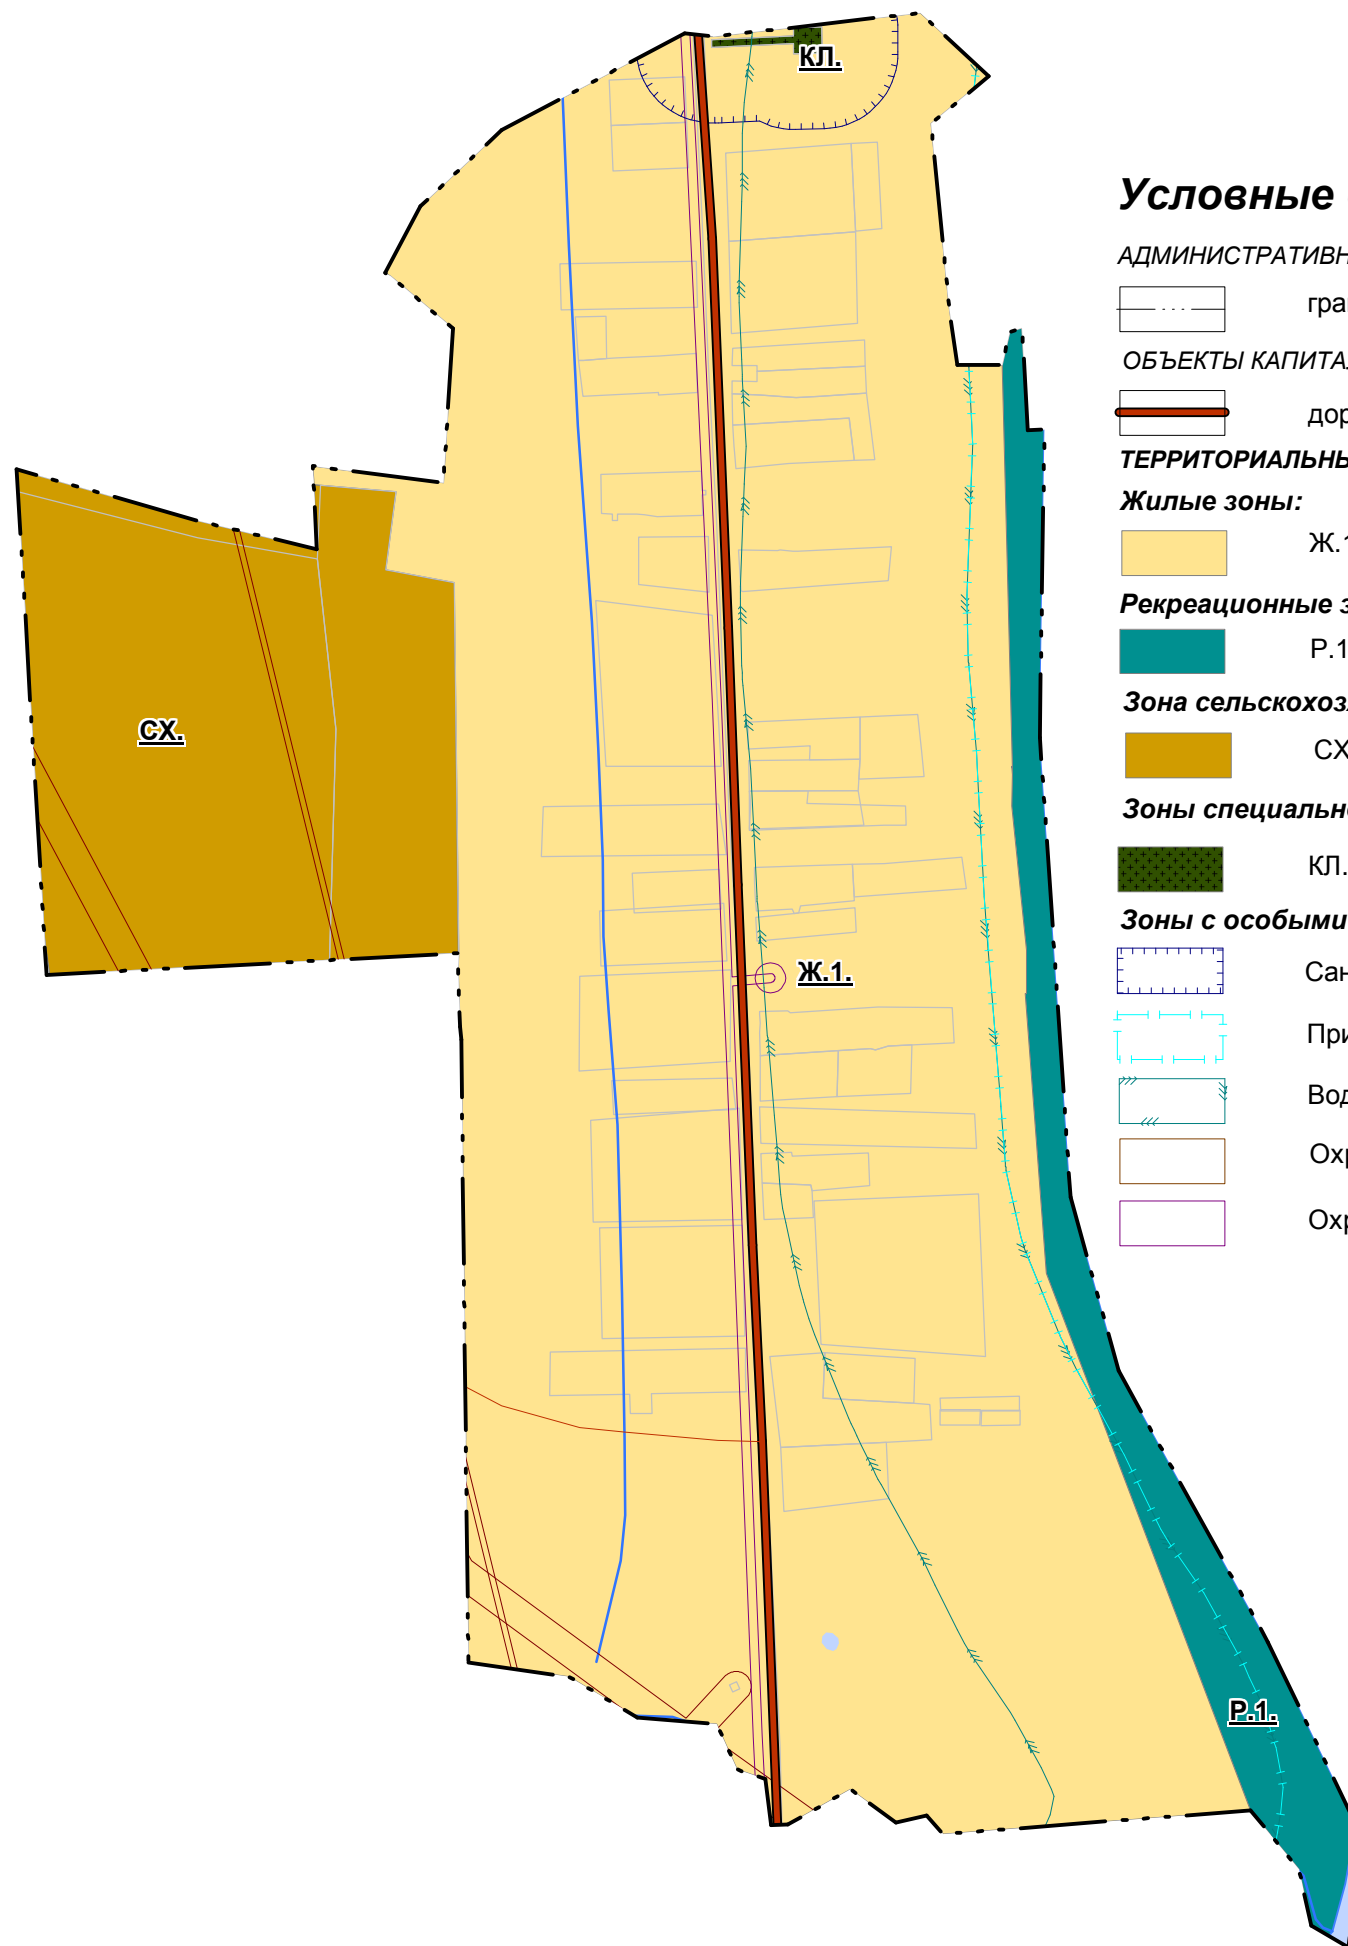 КЛ.
СХ.
Ж.1.
Р.1.
Условные
АДМИНИСТРАТИВН
гра
ОБЪЕКТЫ КАПИТА
дор
ТЕРРИТОРИАЛЬНЫ
Жилые зоны:
Ж.1
Рекреационные з
Р.1
Зона сельскохоз
СХ
Зоны специальн
КЛ.
Зоны с особыми
Сан
При
Вод
Охр
Охр